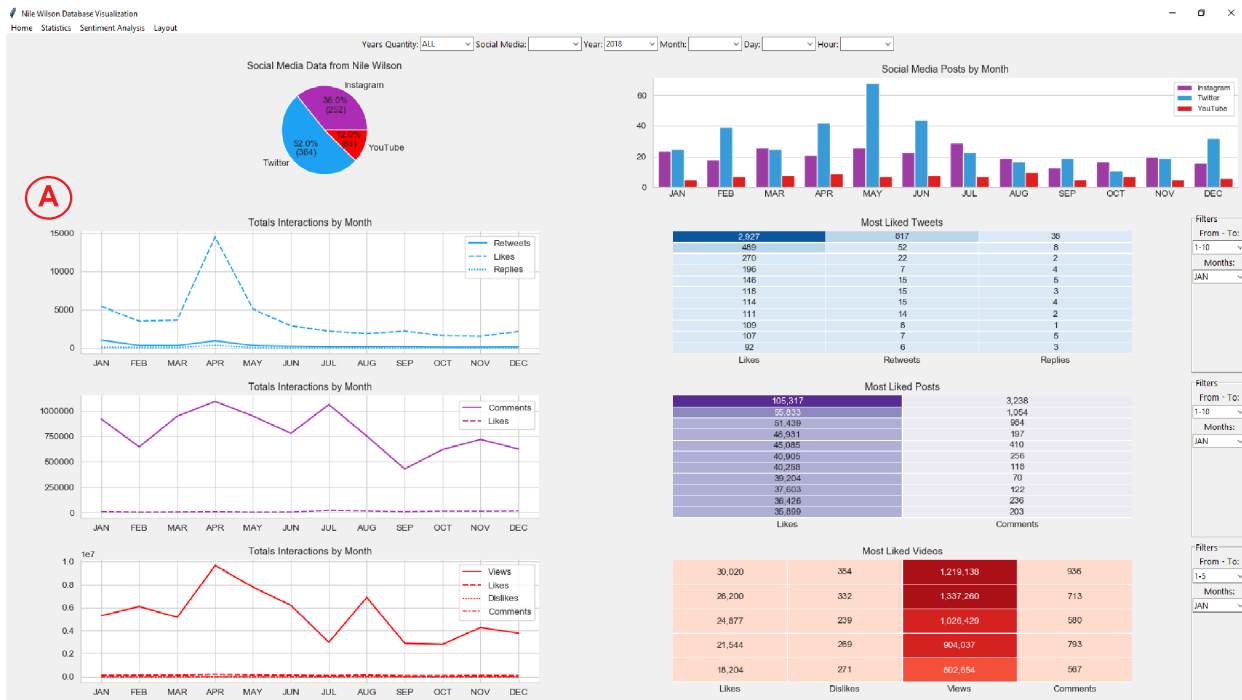 Nile Wilson Database Visualization
Home Statistics Sentiment Analysis Layout
Years Quantity: ALL Social Media: Year: 2018 Month: Day: Hour:
Social Media Data from Nile Wilson
Instagram
36.0%
(252)
12.0%
(84)
YouTube
52.0%
(364)
Twitter
Social Media Posts by Month
Instagram
Twitter
YouTube
60
40
20
0
JAN FEB MAR APR MAY JUN JUL AUG SEP OCT NOV DEC
A
Totals Interactions by Month
Retweets
Likes
Replies
15000
10000
5000
0
JAN FEB MAR APR MAY JUN JUL AUG SEP OCT NOV DEC
Most Liked Tweets
2,927 817 38
489 52 8
270 22 2
196 7 4
146 15 5
118 15 3
114 15 4
111 14 2
109 8 1
107 7 5
92 6 3
Likes Retweets Replies
Filters
From - To:
1-10
Months:
JAN
Totals Interactions by Month
Comments
Likes
1000000
750000
500000
250000
0
JAN FEB MAR APR MAY JUN JUL AUG SEP OCT NOV DEC
Most Liked Posts
105,317 3,238
55,833 1,054
51,439 984
46,931 197
45,085 410
40,905 256
40,258 118
39,204 70
37,603 122
36,426 236
35,899 203
Likes Comments
Filters
From - To:
1-10
Months:
JAN
Totals Interactions by Month
1e7
Views
Likes
Dislikes
Comments
1.0
0.8
0.6
0.4
0.2
0.0
JAN FEB MAR APR MAY JUN JUL AUG SEP OCT NOV DEC
Most Liked Videos
30,020 384 1,219,138 936
26,200 332 1,337,260 713
24,877 239 1,026,429 580
21,544 269 904,037 793
18,204 271 802,654 567
Likes Dislikes Views Comments
Filters
From - To:
1-5
Months:
JAN